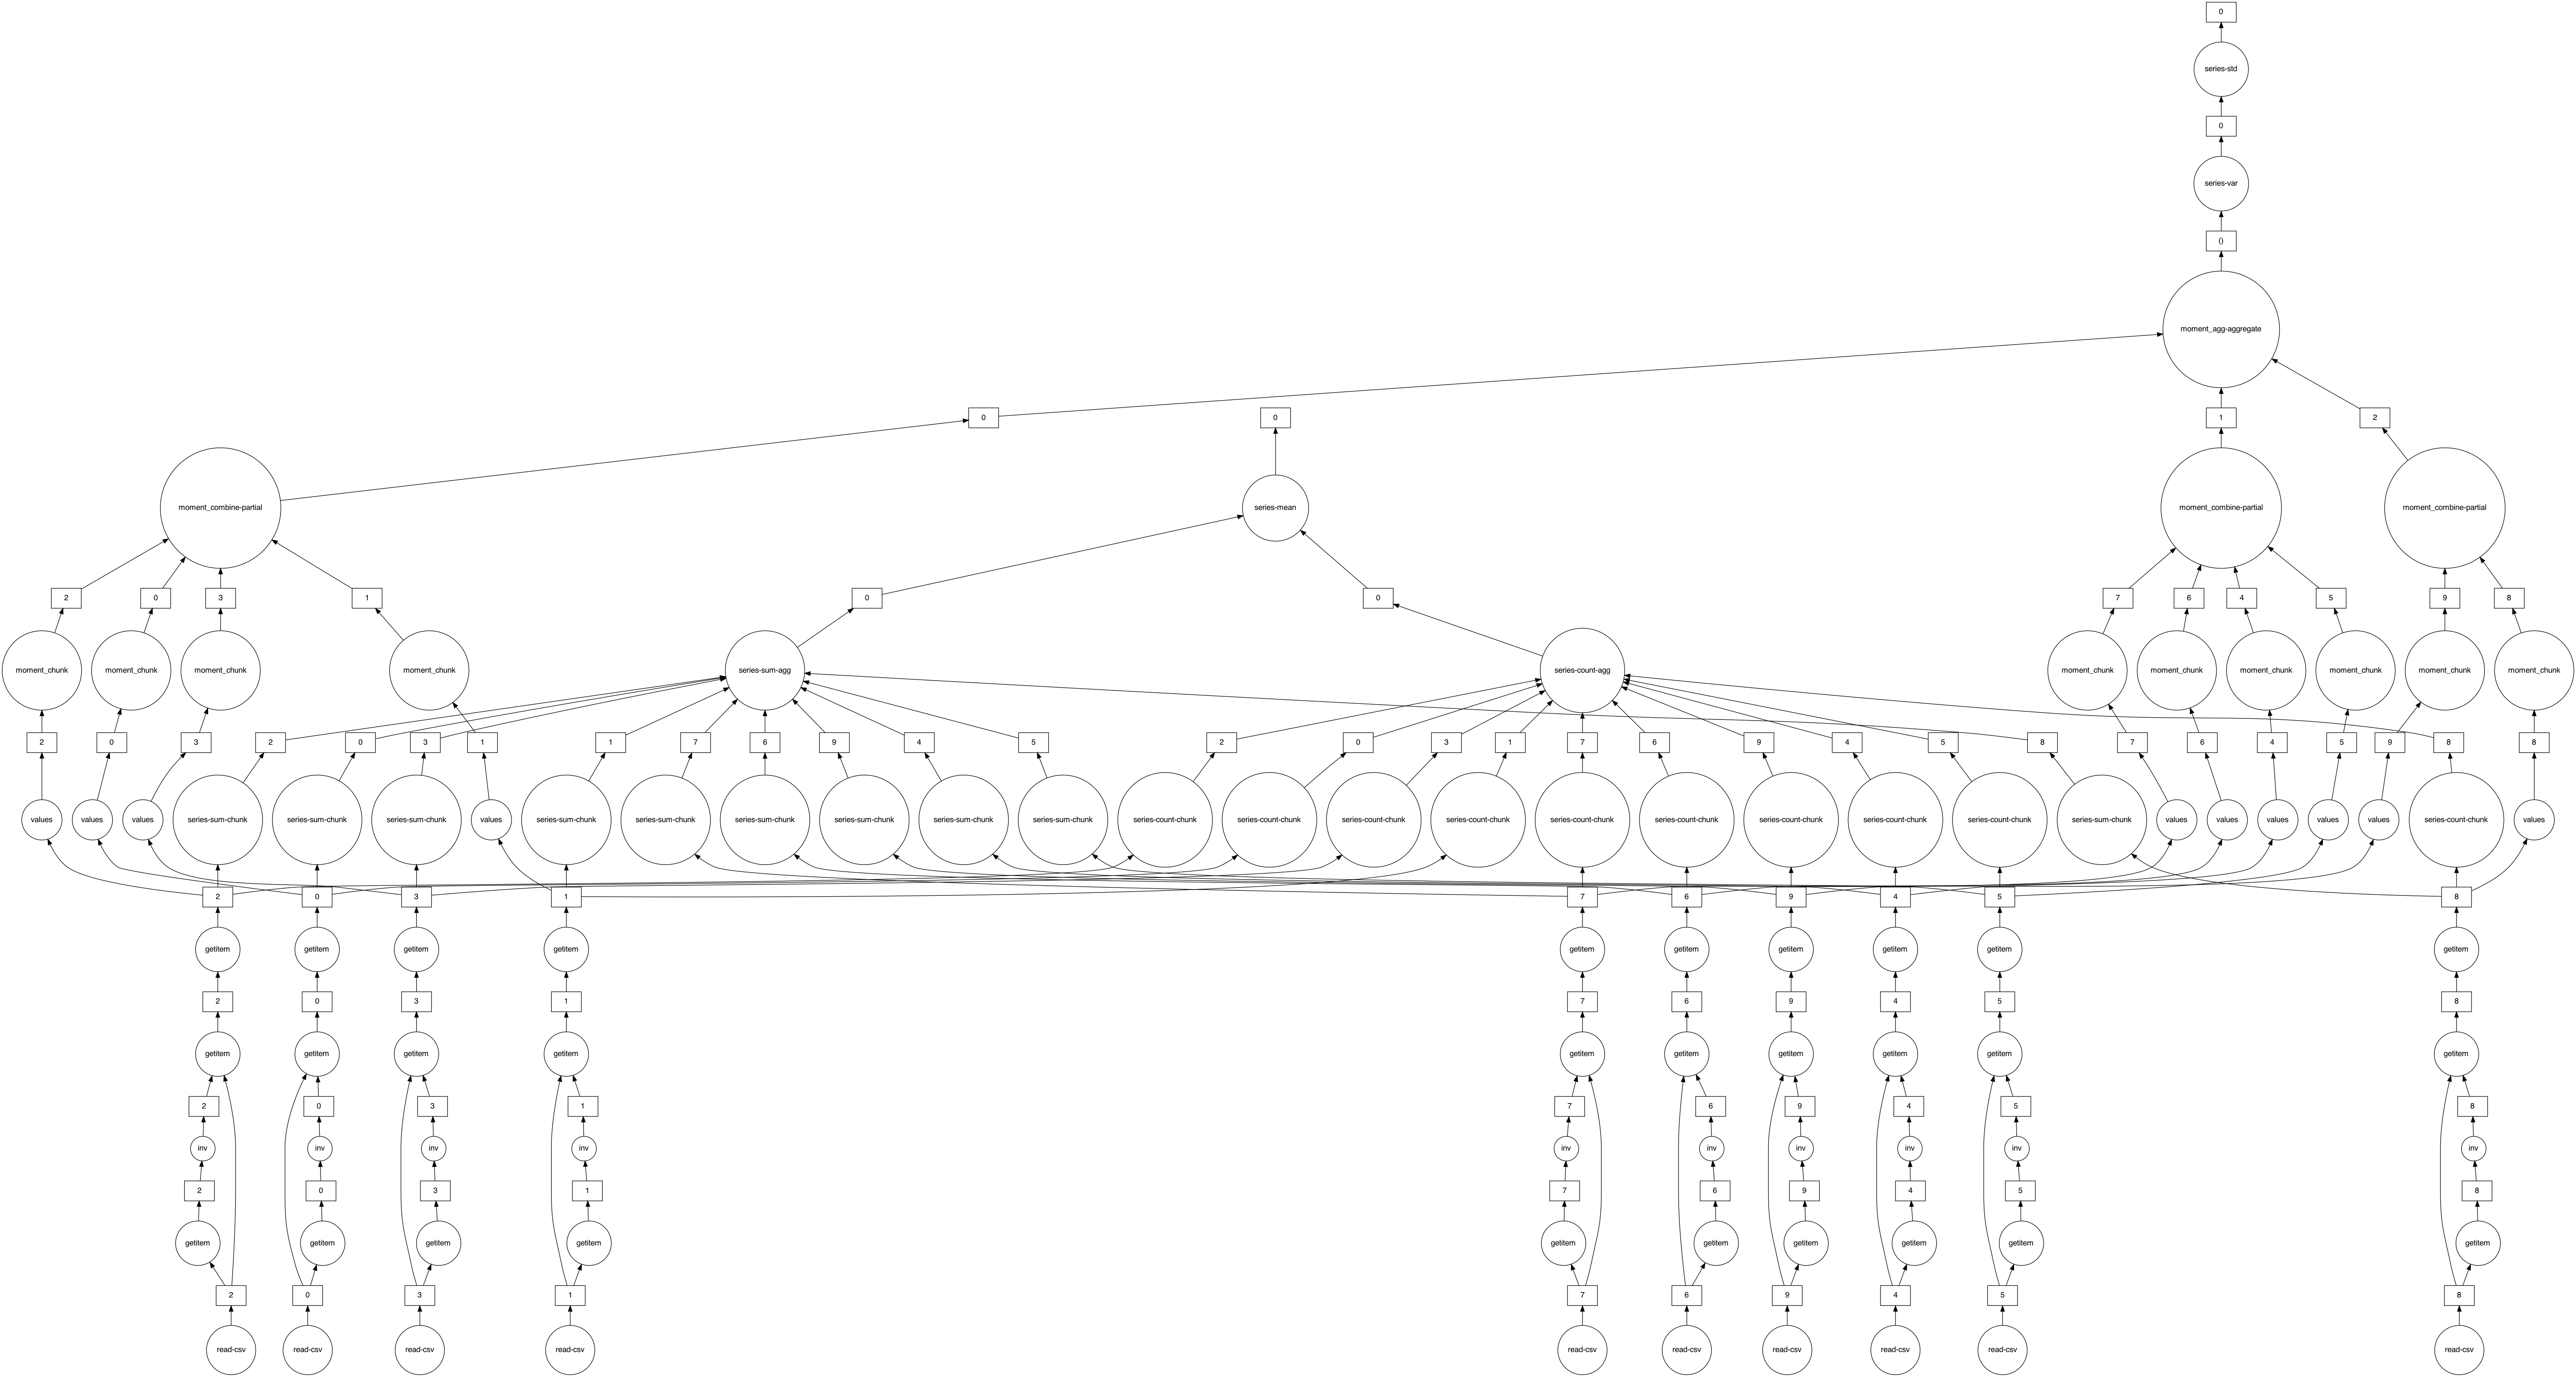 0
series-std
0
series-var
()
moment_agg-aggregate
0 0 1 2
moment_combine-partial series-mean moment_combine-partial moment_combine-partial
2 0 3 1 0 0 7 6 4 5 9 8
moment_chunk moment_chunk moment_chunk moment_chunk series-sum-agg series-count-agg moment_chunk moment_chunk moment_chunk moment_chunk moment_chunk moment_chunk
2 0 3 2 0 3 1 1 7 6 9 4 5 2 0 3 1 7 6 9 4 5 8 7 6 4 5 9 8 8
values values values series-sum-chunk series-sum-chunk series-sum-chunk values series-sum-chunk series-sum-chunk series-sum-chunk series-sum-chunk series-sum-chunk series-sum-chunk series-count-chunk series-count-chunk series-count-chunk series-count-chunk series-count-chunk series-count-chunk series-count-chunk series-count-chunk series-count-chunk series-sum-chunk values values values values values series-count-chunk values
2 0 3 1 7 6 9 4 5 8
getitem getitem getitem getitem getitem getitem getitem getitem getitem getitem
2 0 3 1 7 6 9 4 5 8
getitem getitem getitem getitem getitem getitem getitem getitem getitem getitem
2 0 3 1 7 6 9 4 5 8
inv inv inv inv inv inv inv inv inv inv
2 0 3 1 7 6 9 4 5 8
getitem getitem getitem getitem getitem getitem getitem getitem getitem getitem
2 0 3 1 7 6 9 4 5 8
read-csv read-csv read-csv read-csv read-csv read-csv read-csv read-csv read-csv read-csv